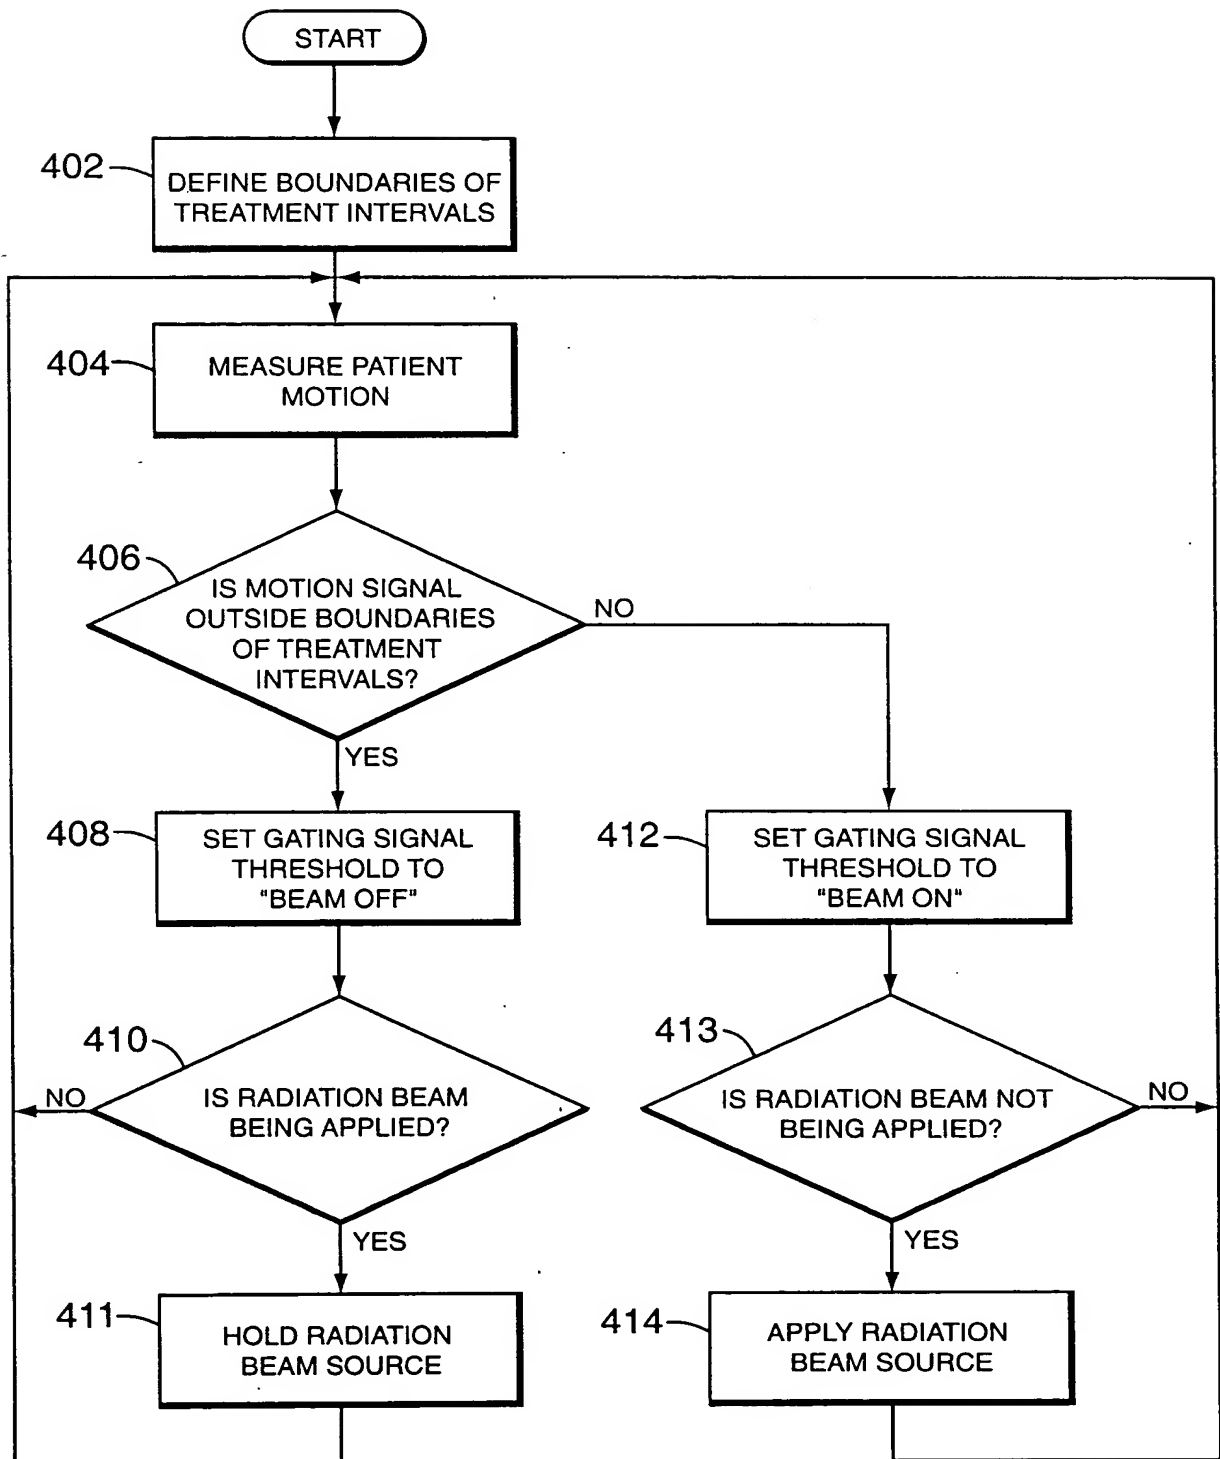 START
402
DEFINE BOUNDARIES OF
TREATMENT INTERVALS
404
MEASURE PATIENT
MOTION
406
IS MOTION SIGNAL
OUTSIDE BOUNDARIES
OF TREATMENT
INTERVALS?
NO
YES
408
SET GATING SIGNAL
THRESHOLD TO
"BEAM OFF"
412
SET GATING SIGNAL
THRESHOLD TO
"BEAM ON"
410
IS RADIATION BEAM
BEING APPLIED?
NO
YES
413
IS RADIATION BEAM NOT
BEING APPLIED?
NO
YES
411
HOLD RADIATION
BEAM SOURCE
414
APPLY RADIATION
BEAM SOURCE